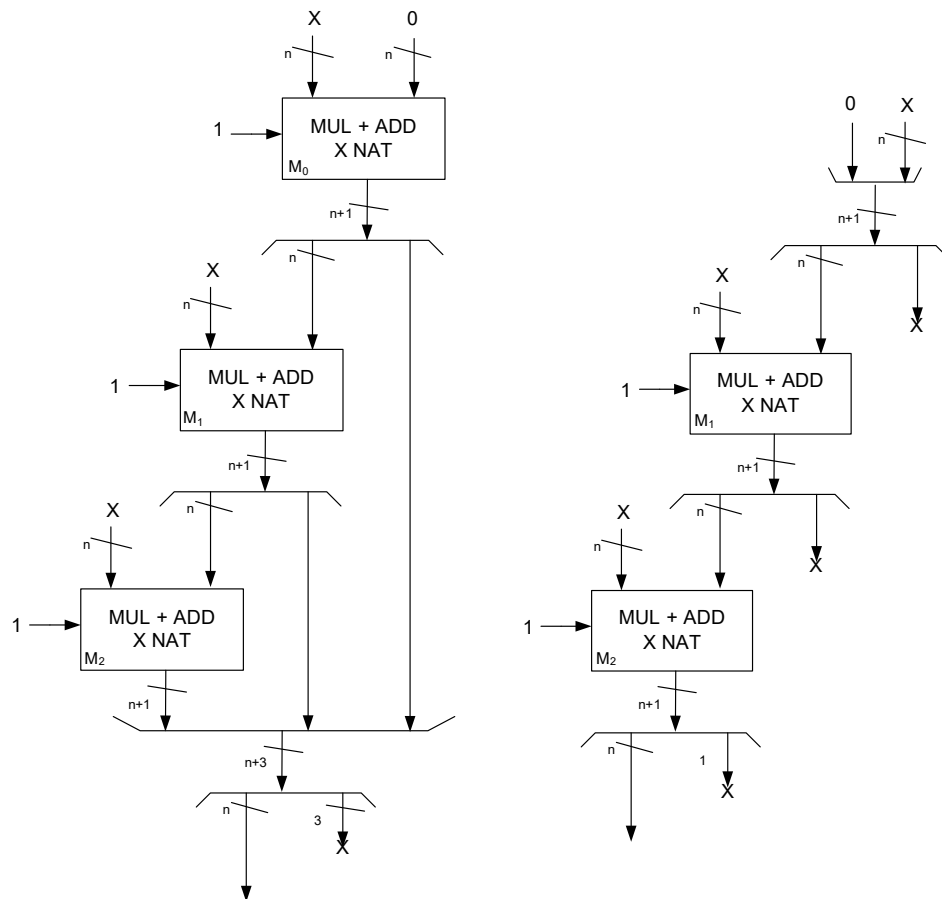 X 0
n n
1 MUL + ADD
X NAT
M0
n+1
n
X
n
1 MUL + ADD
X NAT
M1
n+1
n
X
n
1 MUL + ADD
X NAT
M2
n+1
n+3
n
3
X
0 X
n
n+1
n
X
X
n
1 MUL + ADD
X NAT
M1
n+1
n
X
X
n
1 MUL + ADD
X NAT
M2
n+1
n
1
X